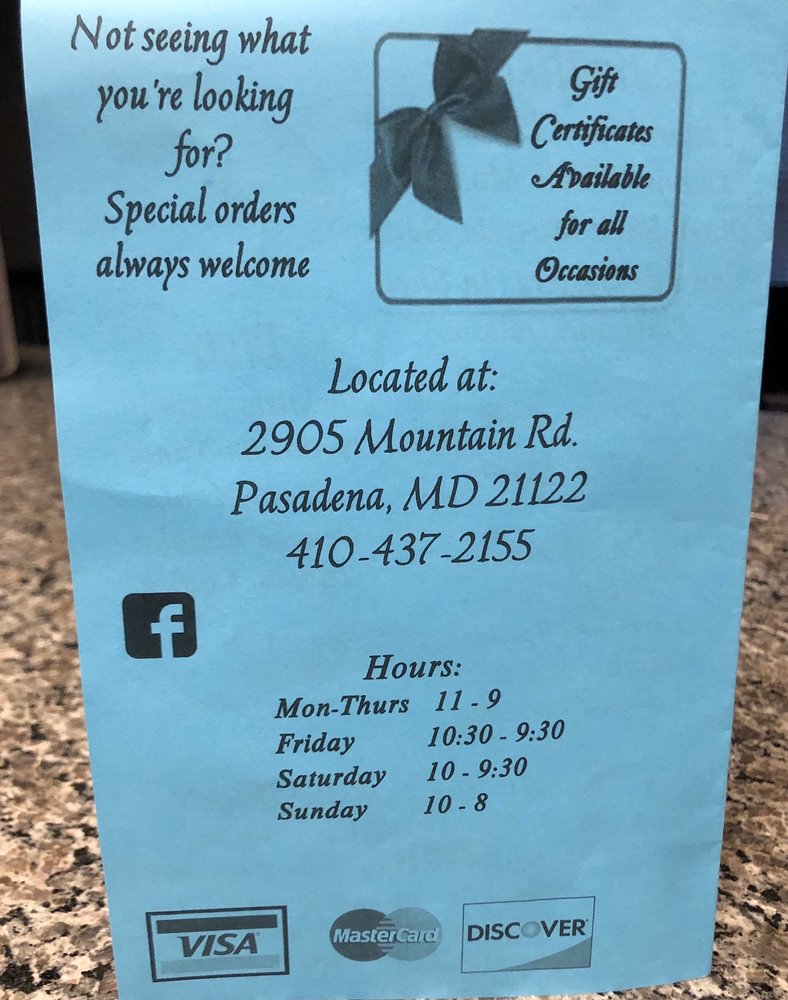 Not seeing what
you're looking
for?
Special orders
always welcome
Gift
Certificates
Available
for all
Occasions
Located at:
2905 Mountain Rd.
Pasadena, MD 21122
410-437-2155
f
Hours:
Mon-Thurs 11 - 9
Friday 10:30 - 9:30
Saturday 10 - 9:30
Sunday 10 - 8
VISA
MasterCard
DISCOVER